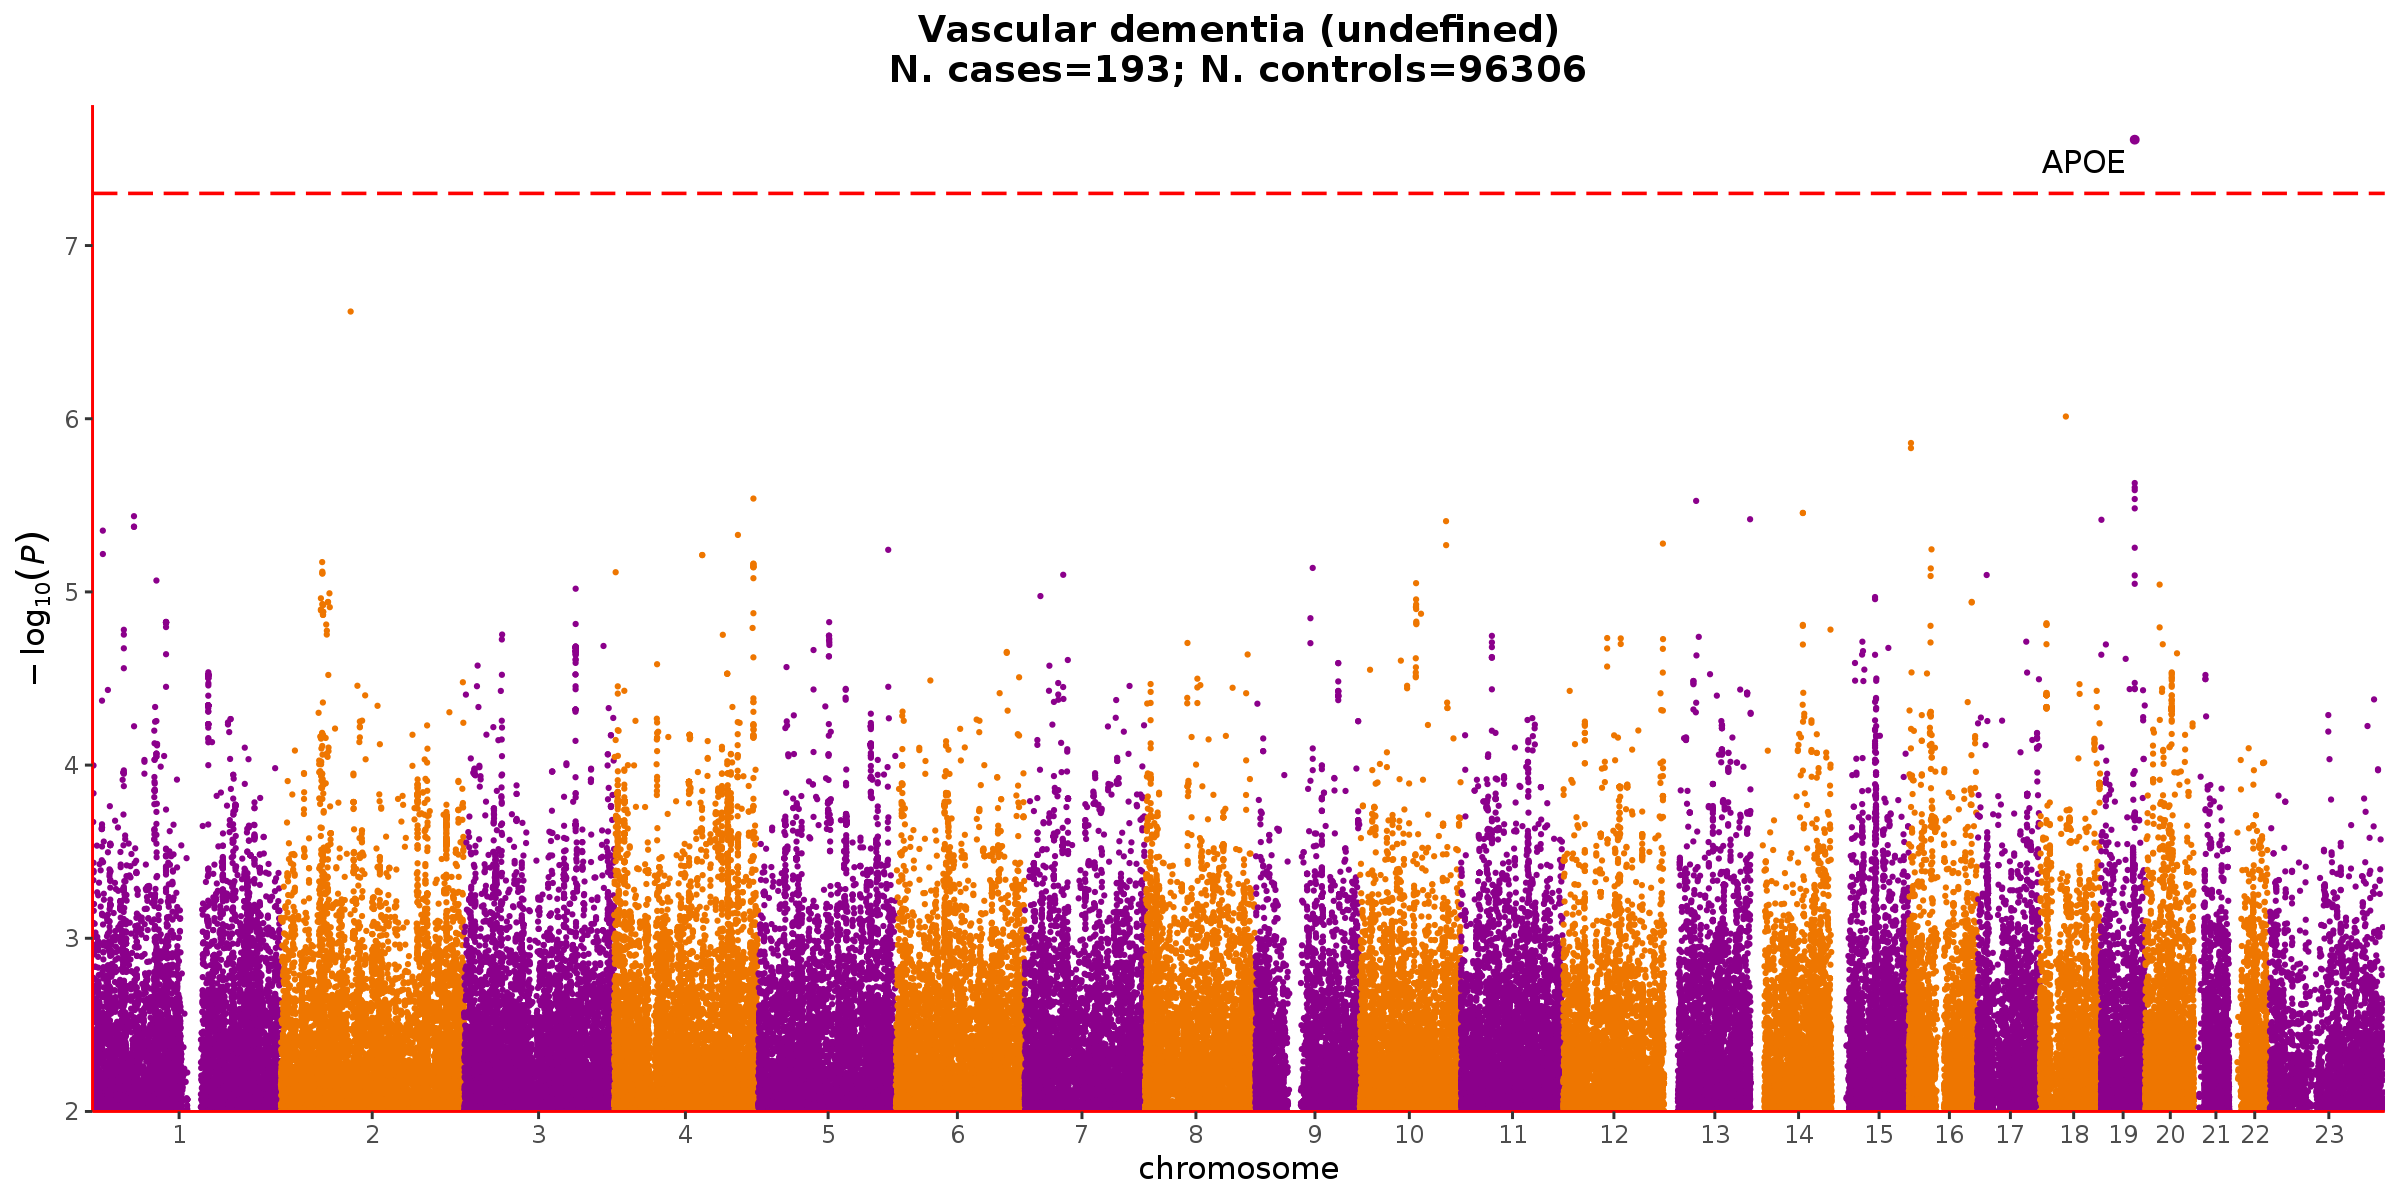 Vascular dementia (undefined)
N. cases=193; N. controls=96306
APOE
7
6
5
4
3
2
−log10(P)
1 2 3 4 5 6 7 8 9 10 11 12 13 14 15 16 17 18 19 20 21 22 23
chromosome